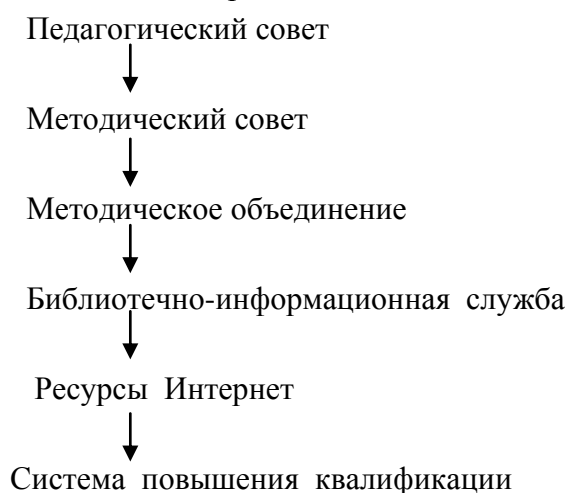 Педагогический совет
Методический совет
Методическое объединение
Библиотечно-информационная служба
Ресурсы Интернет
Система повышения квалификации